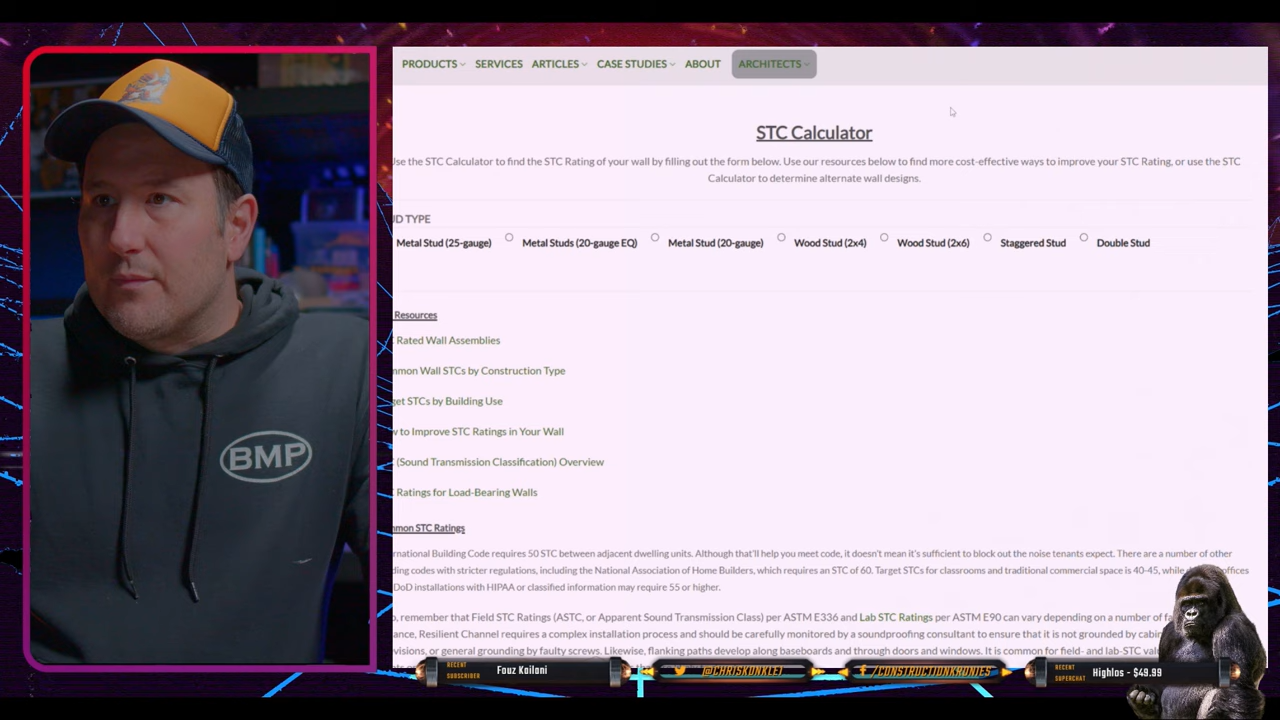 PRODUCTS SERVICES ARTICLES CASE STUDIES ABOUT ARCHITECTS
STC Calculator
Use the STC Calculator to find the STC Rating of your wall by filling out the form below. Use our resources below to find more cost-effective ways to improve your STC Rating, or use the STC
Calculator to determine alternate wall designs.
UD TYPE
Metal Stud (25-gauge) Metal Studs (20-gauge EQ) Metal Stud (20-gauge) Wood Stud (2x4) Wood Stud (2x6) Staggered Stud Double Stud
Resources
Rated Wall Assemblies
mmon Wall STCs by Construction Type
get STCs by Building Use
w to Improve STC Ratings in Your Wall
(Sound Transmission Classification) Overview
Ratings for Load-Bearing Walls
mmon STC Ratings
rnational Building Code requires 50 STC between adjacent dwelling units. Although that'll help you meet code, it doesn't mean it's sufficient to block out the noise tenants expect. There are a number of other
ding codes with stricter regulations, including the National Association of Home Builders, which requires an STC of 60. Target STCs for classrooms and traditional commercial space is 40-45, while offices
DoD installations with HIPAA or classified information may require 55 or higher.
o, remember that Field STC Ratings (ASTC, or Apparent Sound Transmission Class) per ASTM E336 and Lab STC Ratings per ASTM E90 can vary depending on a number of
ance, Resilient Channel requires a complex installation process and should be carefully monitored by a soundproofing consultant to ensure that it is not grounded by
visions, or general grounding by faulty screws. Likewise, flanking paths develop along baseboards and through doors and windows. It is common for field- and lab-STC
BMP
RECENT SUBSCRIBER Fouz Kailani @CHRISKUNKLE1 /CONSTRUCTIONKRONIES RECENT SUPERCHAT Highlos - $49.99